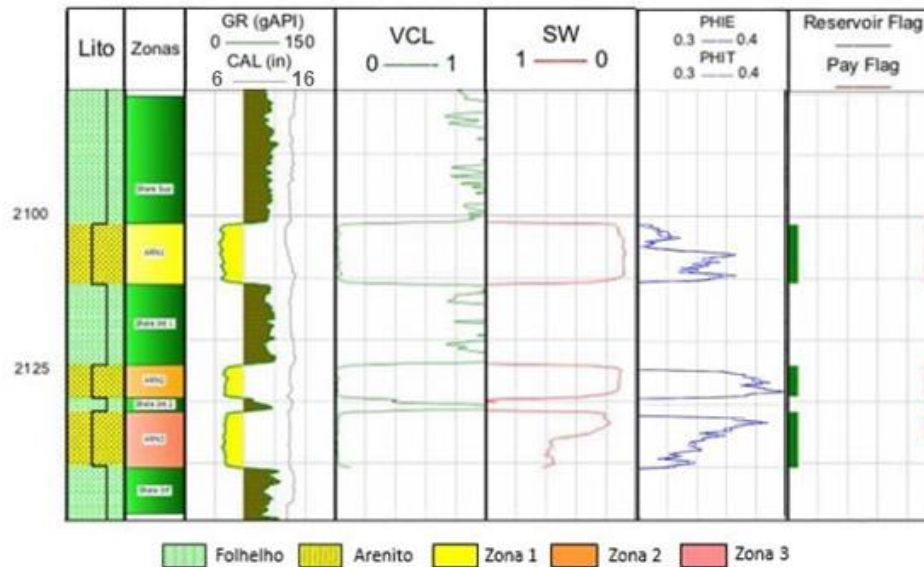 Lito
Zonas
GR (gAPI)
0 150
CAL (in)
6 16
VCL
0 1
SW
1 0
PHIE
0.3 0.4
PHIT
0.3 0.4
Reservoir Flag
Pay Flag
2100
2125
Folhelho
Arenito
Zona 1
Zona 2
Zona 3